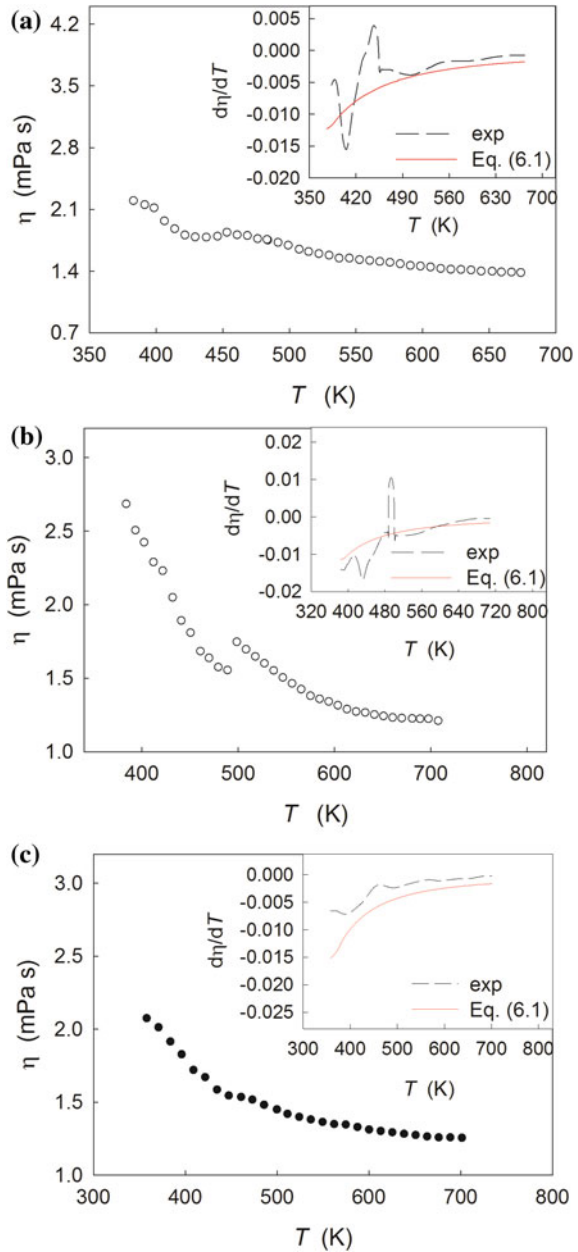 (a)
4.2
3.5
2.8
2.1
1.4
0.7
η (mPa s)
350 400 450 500 550 600 650 700
T (K)
0.005
0.000
-0.005
-0.010
-0.015
-0.020
dη/dT
exp
Eq. (6.1)
350 420 490 560 630 700
T (K)
(b)
3.0
2.5
2.0
1.5
1.0
η (mPa s)
400 500 600 700 800
T (K)
0.02
0.01
0.00
-0.01
-0.02
dη/dT
exp
Eq. (6.1)
320 400 480 560 640 720 800
T (K)
(c)
3.0
2.5
2.0
1.5
1.0
η (mPa s)
300 400 500 600 700 800
T (K)
0.000
-0.005
-0.010
-0.015
-0.020
-0.025
dη/dT
exp
Eq. (6.1)
300 400 500 600 700 800
T (K)